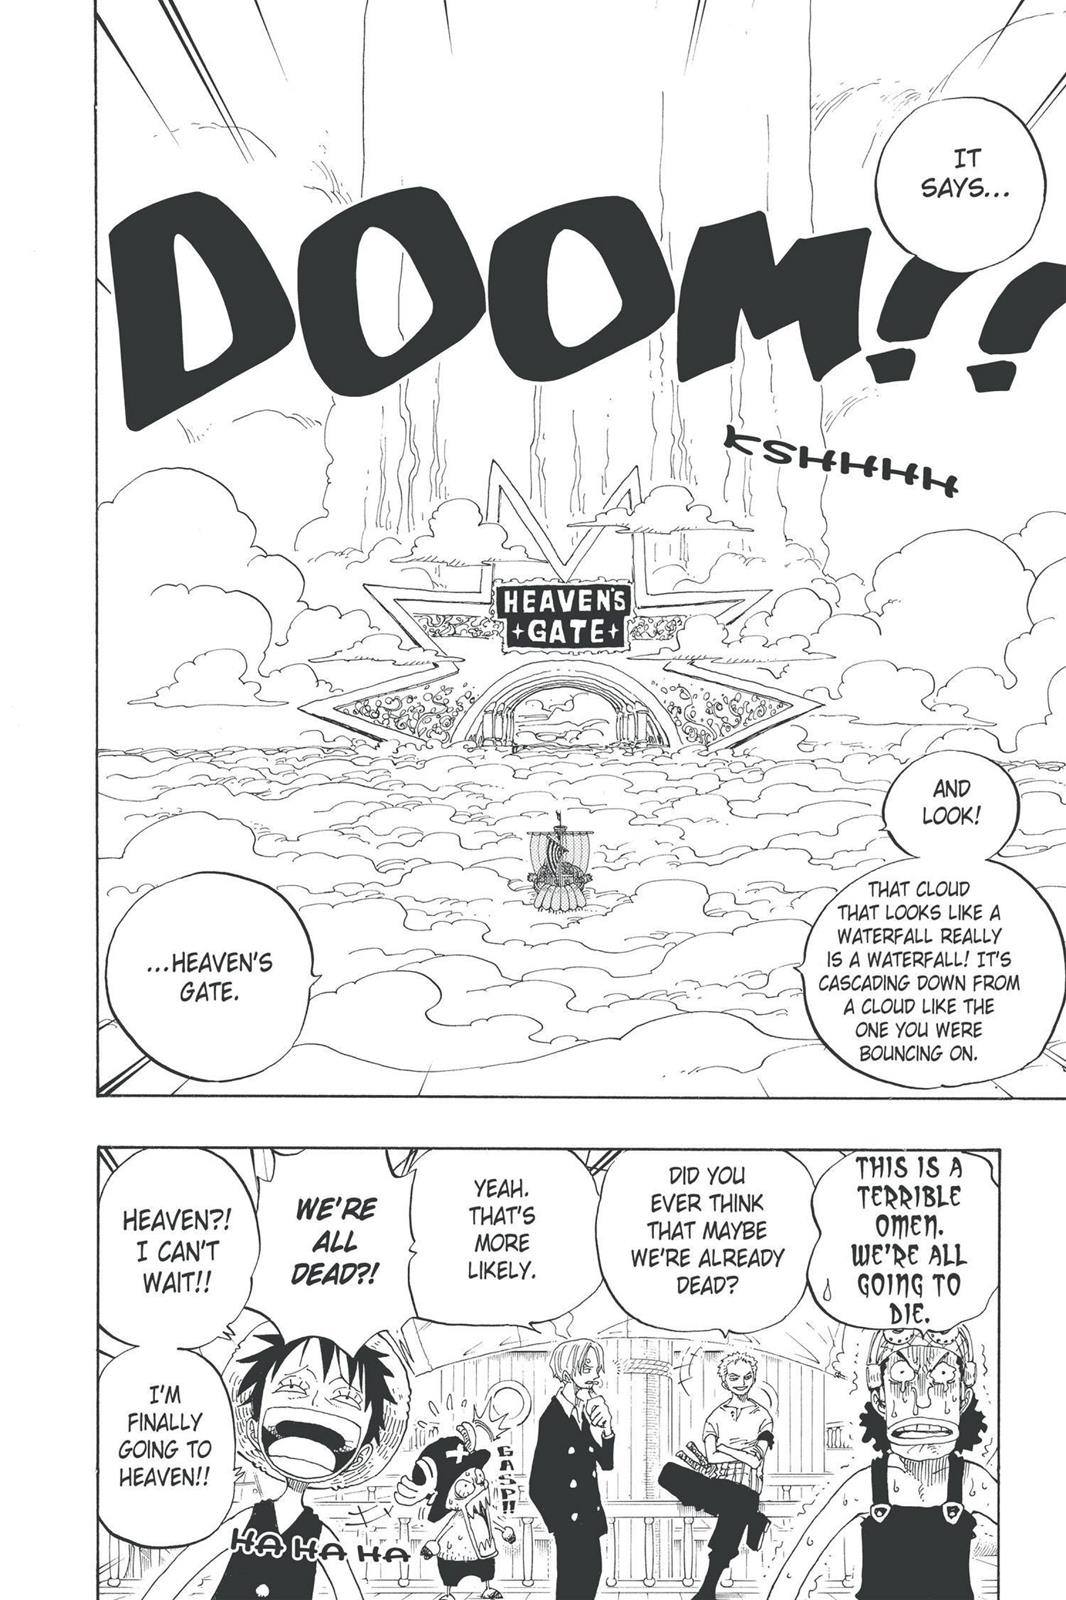 IT
SAYS...
DOOM!!
KSHHHH
HEAVEN'S
GATE
AND
LOOK!
THAT CLOUD
THAT LOOKS LIKE A
WATERFALL REALLY
IS A WATERFALL! IT'S
CASCADING DOWN FROM
A CLOUD LIKE THE
ONE YOU WERE
BOUNCING ON.
...HEAVEN'S
GATE.
THIS IS A
TERRIBLE
OMEN.
WE'RE ALL
GOING TO
DIE.
DID YOU
EVER THINK
THAT MAYBE
WE'RE ALREADY
DEAD?
YEAH.
THAT'S
MORE
LIKELY.
WE'RE
ALL
DEAD?!
GASP!!
HEAVEN?!
I CAN'T
WAIT!!
I'M
FINALLY
GOING TO
HEAVEN!!
HA HA HA